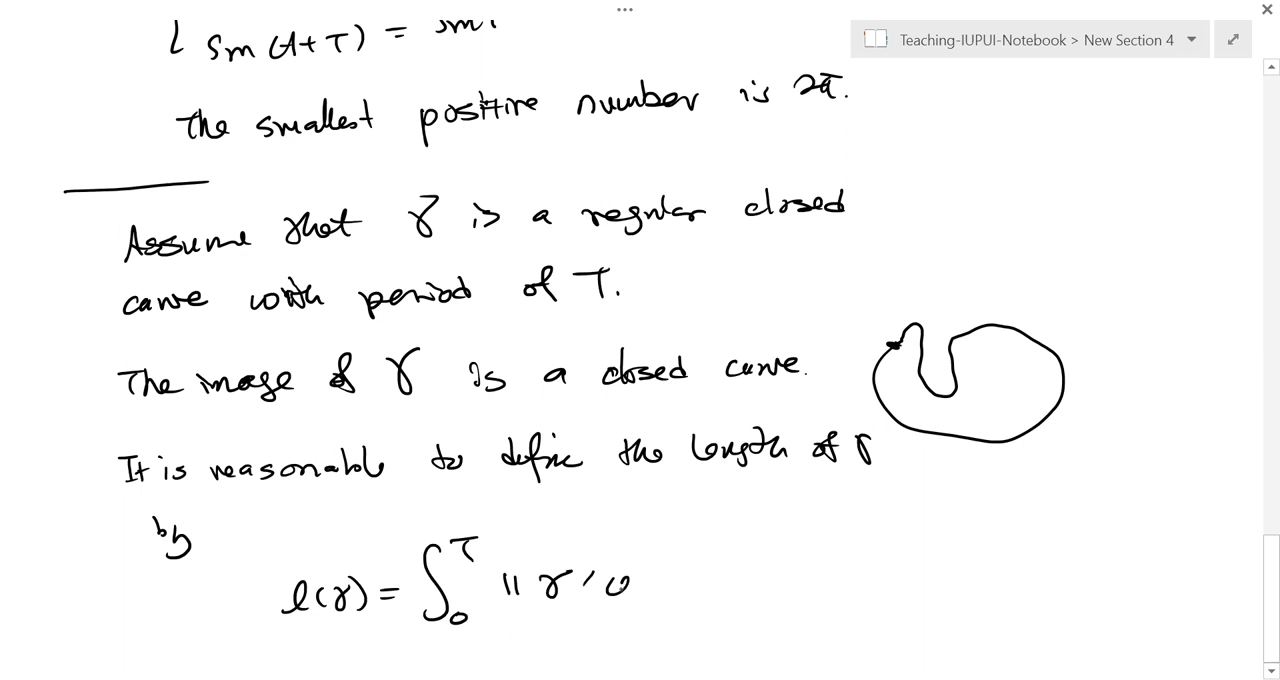 Teaching-IUPUI-Notebook > New Section 4
sm(t+T) =
the smallest positive number is 2π.
Assume that γ is a regular closed
curve with period of T.
The image of γ is a closed curve.
It is reasonable to define the length of γ
by
l(γ) = ∫₀ᵀ ||γ'(